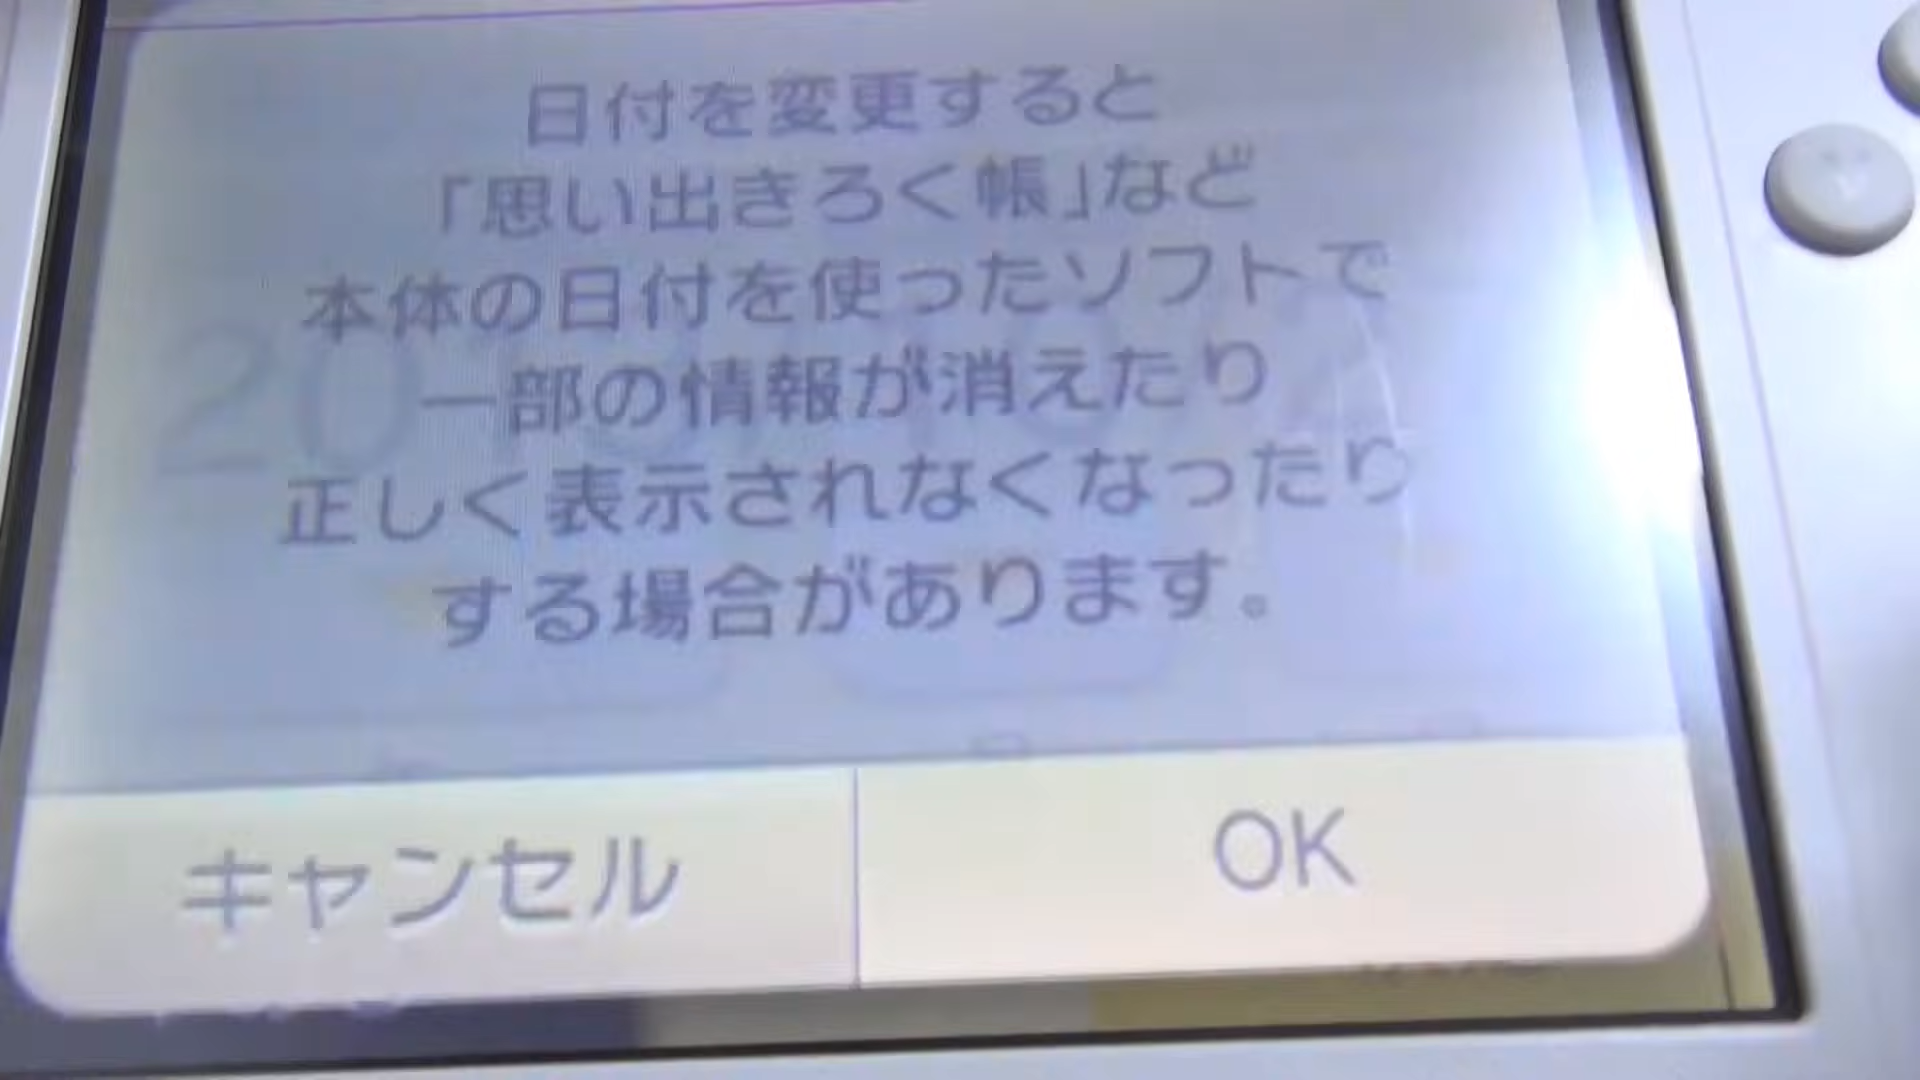 日付を変更すると
「思い出きろく帳」など
本体の日付を使ったソフトで
一部の情報が消えたり
正しく表示されなくなったり
する場合があります。
キャンセル
OK